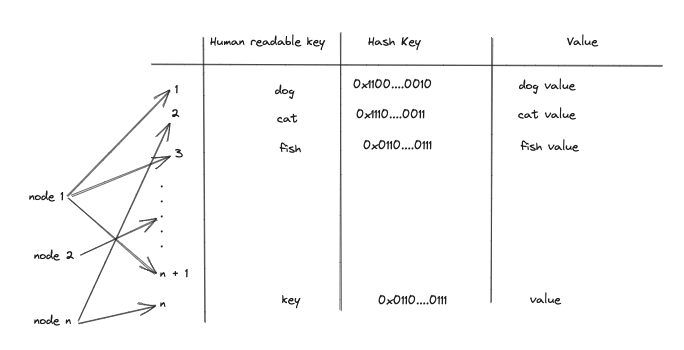 Human readable key Hash Key Value
1 dog 0x1100....0010 dog value
2 cat 0x1110....0011 cat value
3 fish 0x0110....0111 fish value
node 1
node 2
n + 1
node n n key 0x0110....0111 value